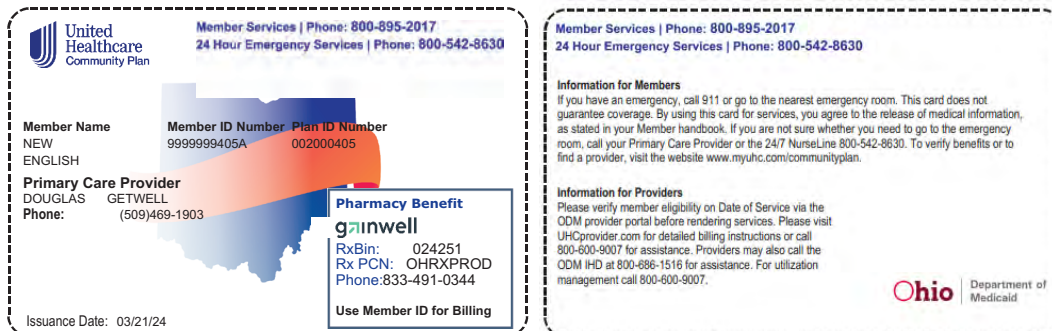 United
Healthcare
Community Plan
Member Services | Phone: 800-895-2017
24 Hour Emergency Services | Phone: 800-542-8630
Member Name Member ID Number Plan ID Number
NEW 9999999405A 002000405
ENGLISH
Primary Care Provider
DOUGLAS GETWELL
Phone: (509)469-1903
Pharmacy Benefit
gainwell
RxBin: 024251
Rx PCN: OHRXPROD
Phone:833-491-0344
Use Member ID for Billing
Issuance Date: 03/21/24
Member Services | Phone: 800-895-2017
24 Hour Emergency Services | Phone: 800-542-8630
Information for Members
If you have an emergency, call 911 or go to the nearest emergency room. This card does not
guarantee coverage. By using this card for services, you agree to the release of medical information,
as stated in your Member handbook. If you are not sure whether you need to go to the emergency
room, call your Primary Care Provider or the 24/7 NurseLine 800-542-8630. To verify benefits or to
find a provider, visit the website www.myuhc.com/communityplan.
Information for Providers
Please verify member eligibility on Date of Service via the
ODM provider portal before rendering services. Please visit
UHCprovider.com for detailed billing instructions or call
800-600-9007 for assistance. Providers may also call the
ODM IHD at 800-686-1516 for assistance. For utilization
management call 800-600-9007.
Ohio
Department of
Medicaid